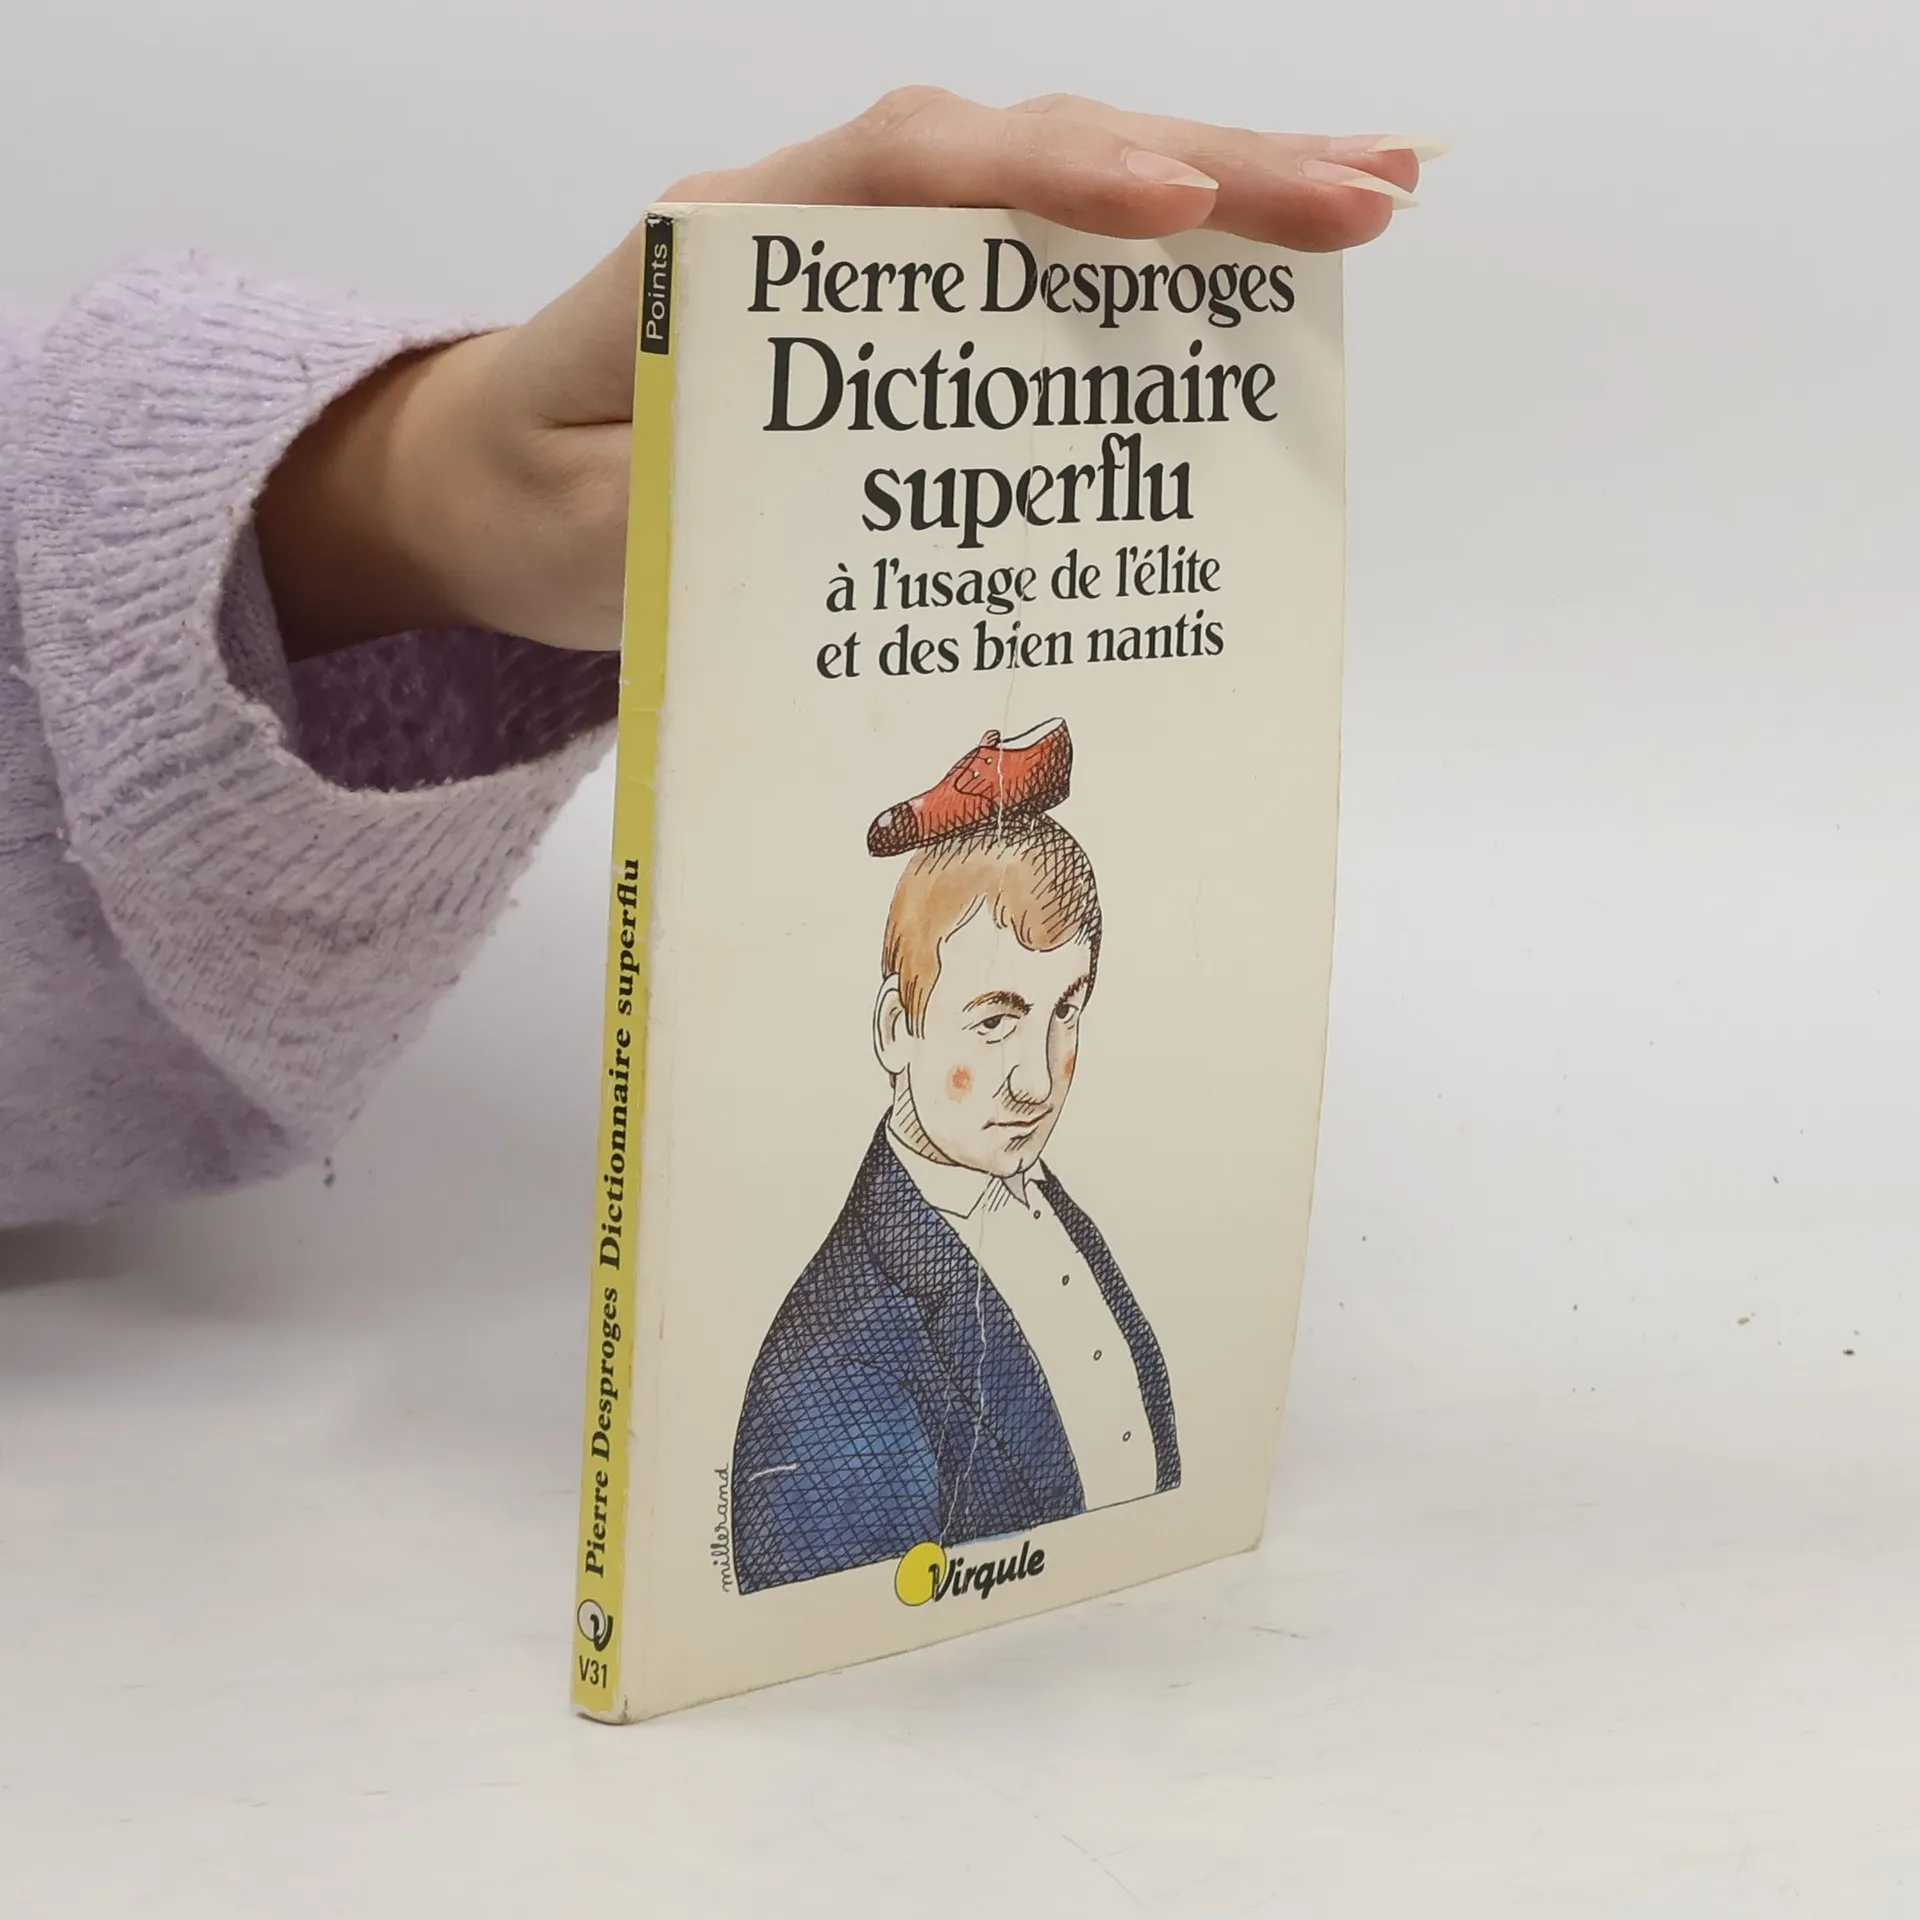 Pierre Desproges
Dictionnaire
superflu
à l'usage de l'élite
et des bien nantis
millerand
Virgule
Points
Pierre Desproges Dictionnaire superflu
V31